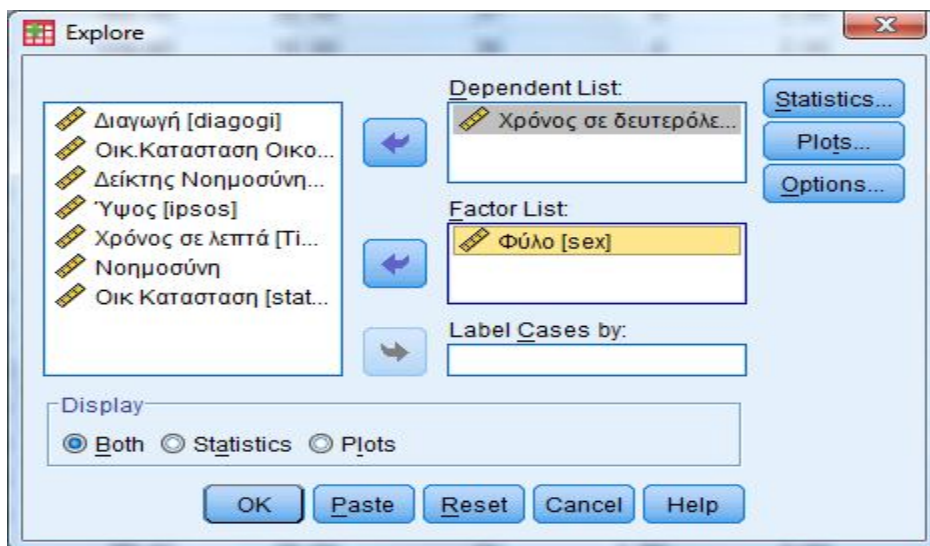 Explore
Διαγωγή [diagogi]
Οικ.Κατασταση Οικο...
Δείκτης Νοημοσύνη...
Ύψος [ipsos]
Χρόνος σε λεπτά [Ti...
Νοημοσύνη
Οικ Κατασταση [stat...
Dependent List:
Χρόνος σε δευτερόλε...
Factor List:
Φύλο [sex]
Label Cases by:
Statistics...
Plots...
Options...
Display
Both Statistics Plots
OK Paste Reset Cancel Help